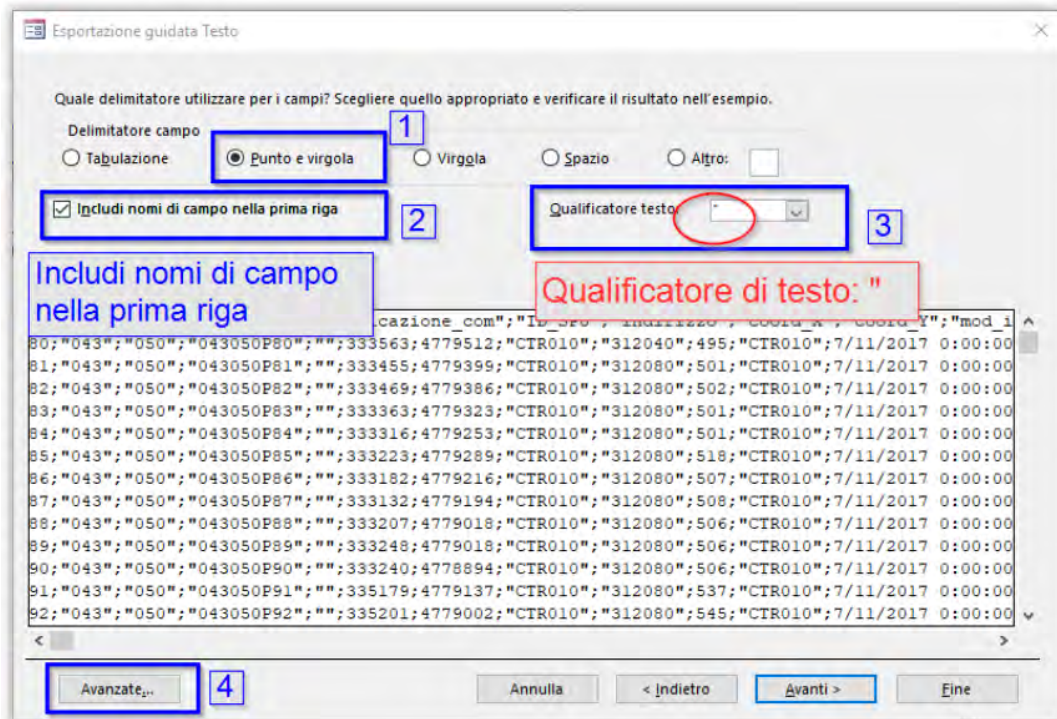 Esportazione guidata Testo
Quale delimitatore utilizzare per i campi? Scegliere quello appropriato e verificare il risultato nell'esempio.
Delimitatore campo
1
Tabulazione Punto e virgola Virgola Spazio Altro:
Includi nomi di campo nella prima riga
2
Qualificatore testo: "
3
Includi nomi di campo
nella prima riga
Qualificatore di testo: "
icazione_com";"ID_SPU";"Indirizzo";"Coord_X";"Coord_Y";"mod_i
80;"043";"050";"043050P80";"";333563;4779512;"CTR010";"312040";495;"CTR010";7/11/2017 0:00:00
81;"043";"050";"043050P81";"";333455;4779399;"CTR010";"312080";501;"CTR010";7/11/2017 0:00:00
82;"043";"050";"043050P82";"";333469;4779386;"CTR010";"312080";502;"CTR010";7/11/2017 0:00:00
83;"043";"050";"043050P83";"";333363;4779323;"CTR010";"312080";501;"CTR010";7/11/2017 0:00:00
84;"043";"050";"043050P84";"";333316;4779253;"CTR010";"312080";501;"CTR010";7/11/2017 0:00:00
85;"043";"050";"043050P85";"";333223;4779289;"CTR010";"312080";518;"CTR010";7/11/2017 0:00:00
86;"043";"050";"043050P86";"";333182;4779216;"CTR010";"312080";507;"CTR010";7/11/2017 0:00:00
87;"043";"050";"043050P87";"";333132;4779194;"CTR010";"312080";508;"CTR010";7/11/2017 0:00:00
88;"043";"050";"043050P88";"";333207;4779018;"CTR010";"312080";506;"CTR010";7/11/2017 0:00:00
89;"043";"050";"043050P89";"";333248;4779018;"CTR010";"312080";506;"CTR010";7/11/2017 0:00:00
90;"043";"050";"043050P90";"";333240;4778894;"CTR010";"312080";506;"CTR010";7/11/2017 0:00:00
91;"043";"050";"043050P91";"";335179;4779137;"CTR010";"312080";537;"CTR010";7/11/2017 0:00:00
92;"043";"050";"043050P92";"";335201;4779002;"CTR010";"312080";545;"CTR010";7/11/2017 0:00:00
Avanzate... 4 Annulla < Indietro Avanti > Fine